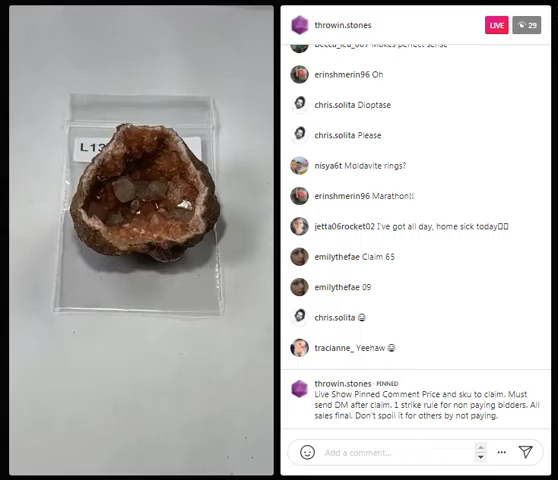 throwin.stones
LIVE
29
Makes perfect sense
erinshmerin96 Oh
chris.solita Dioptase
chris.solita Please
nisya6t Moldavite rings?
erinshmerin96 Marathon!!
jetta06rocket02 I've got all day, home sick today
emilythefae Claim 65
emilythefae 09
chris.solita
tracianne_ Yeehaw
throwin.stones · PINNED
Live Show Pinned Comment Price and sku to claim. Must
send DM after claim. 1 strike rule for non paying bidders. All
sales final. Don't spoil it for others by not paying.
Add a comment...
L13